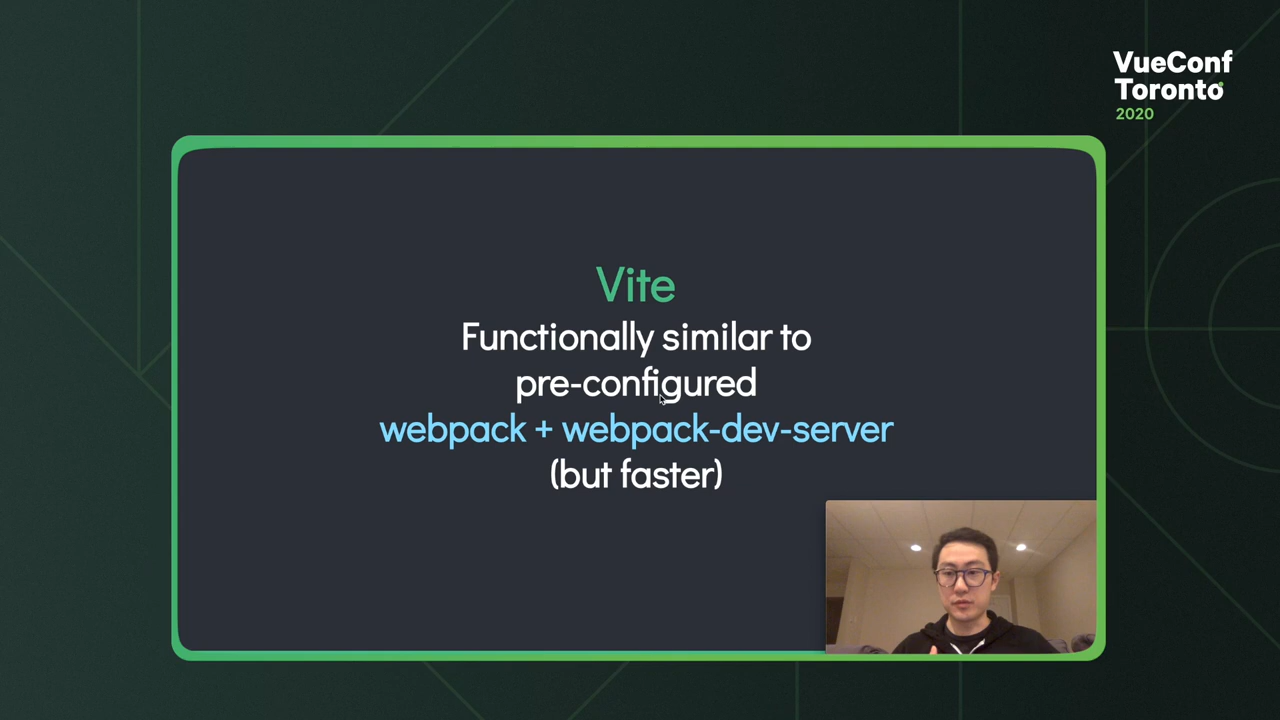 VueConf
Toronto
2020
Vite
Functionally similar to
pre-configured
webpack + webpack-dev-server
(but faster)